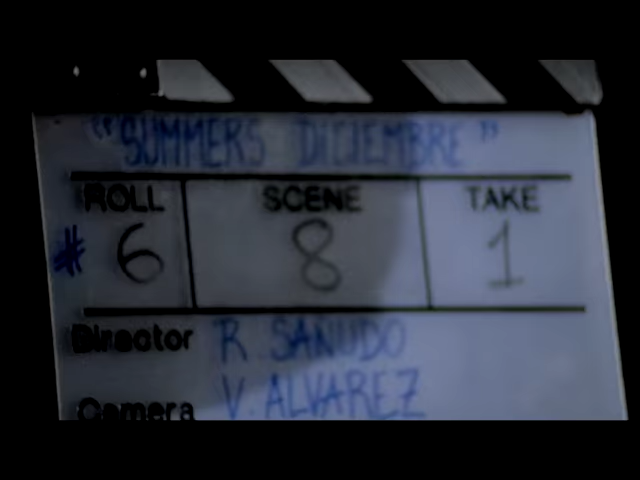 "SUMMERS DICIEMBRE"
ROLL SCENE TAKE
# 6 8 1
Director R. SANUDO
Camera V. ALVAREZ